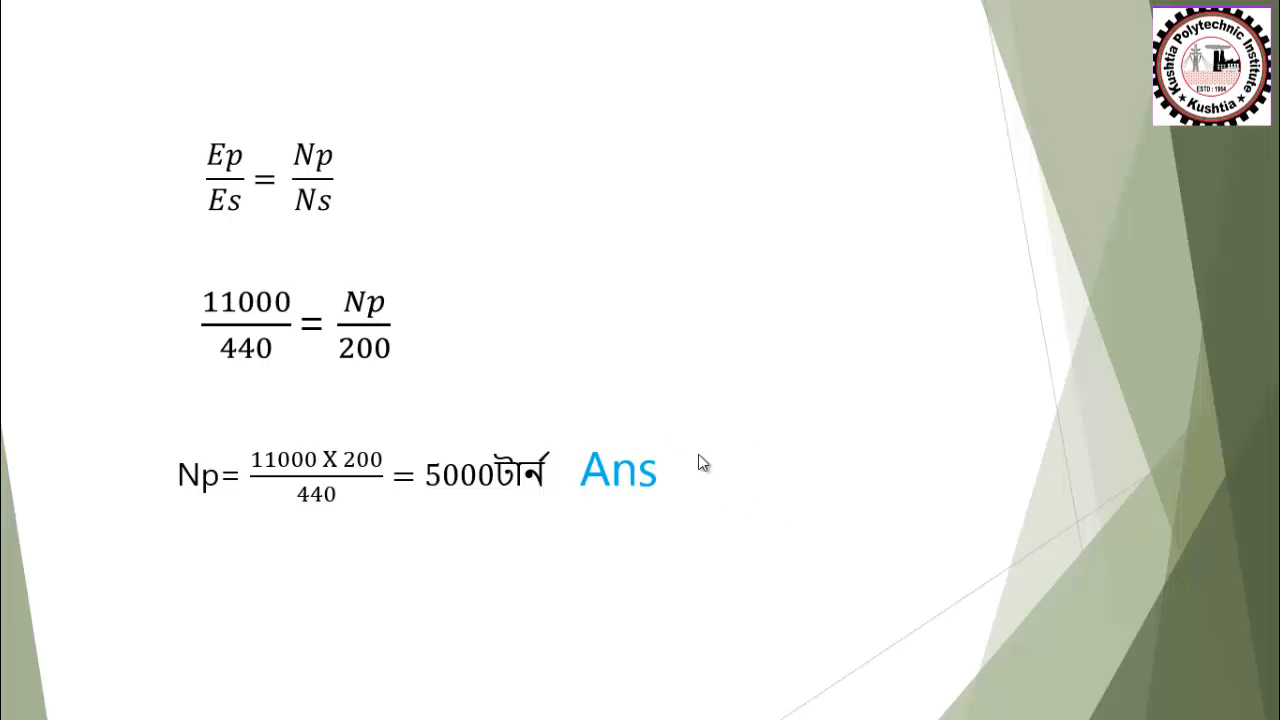 Kushtia Polytechnic Institute
ESTD : 1964
★ Kushtia ★
Ep/Es = Np/Ns
11000/440 = Np/200
Np= 11000 X 200/440 = 5000টার্ন Ans